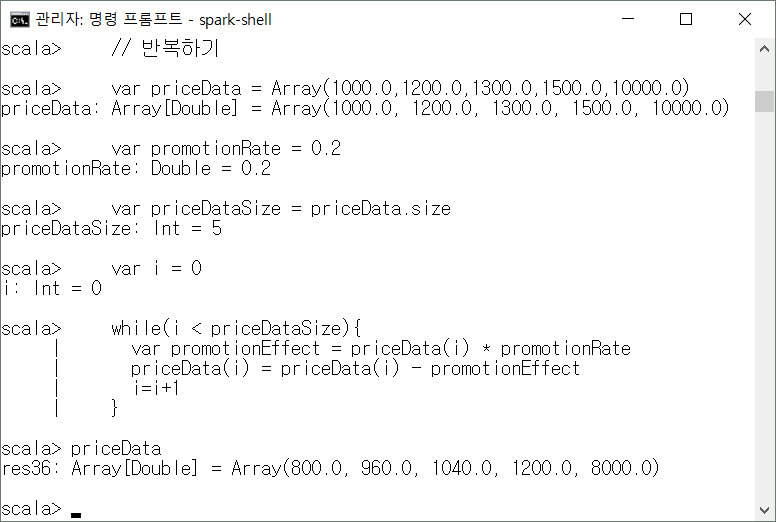 관리자: 명령 프롬프트 - spark-shell
scala>     // 반복하기
scala>     var priceData = Array(1000.0,1200.0,1300.0,1500.0,10000.0)
priceData: Array[Double] = Array(1000.0, 1200.0, 1300.0, 1500.0, 10000.0)
scala>     var promotionRate = 0.2
promotionRate: Double = 0.2
scala>     var priceDataSize = priceData.size
priceDataSize: Int = 5
scala>     var i = 0
i: Int = 0
scala>     while(i < priceDataSize){
     |       var promotionEffect = priceData(i) * promotionRate
     |       priceData(i) = priceData(i) - promotionEffect
     |       i=i+1
     |     }
scala> priceData
res36: Array[Double] = Array(800.0, 960.0, 1040.0, 1200.0, 8000.0)
scala>